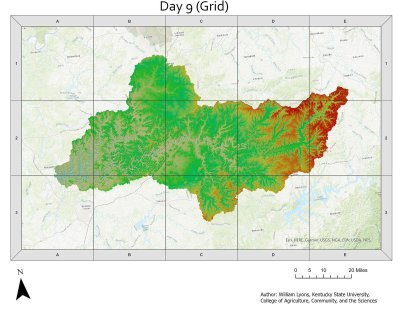 Day 9 (Grid)
A B C D E
1 1
2 2
3 3
Esri, HERE, Garmin, USGS, NGA, EPA, USDA, NPS
A B C D E
N
0 5 10 20 Miles
Author: William Lyons, Kentucky State University,
College of Agriculture, Community, and the Sciences